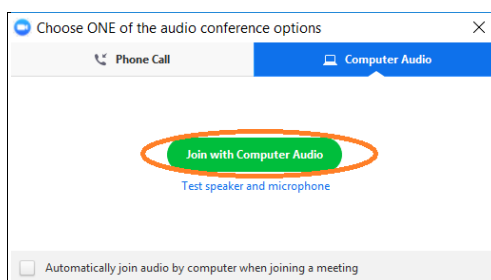 Choose ONE of the audio conference options
Phone Call
Computer Audio
Join with Computer Audio
Test speaker and microphone
Automatically join audio by computer when joining a meeting